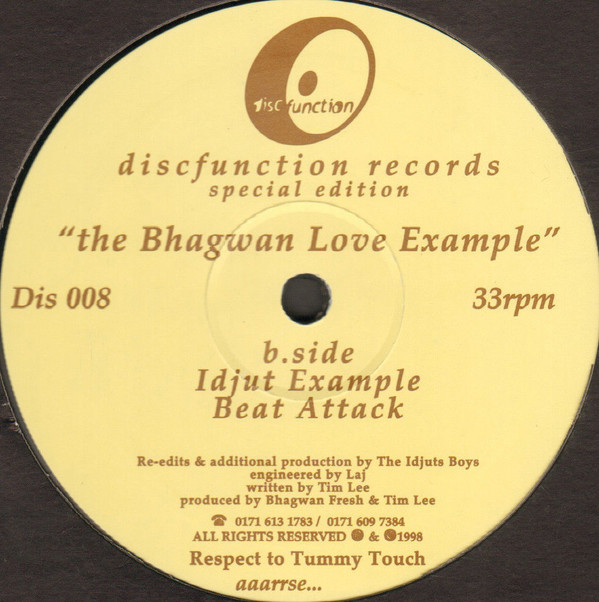 discfunction
discfunction records
special edition
“the Bhagwan Love Example”
Dis 008 33rpm
b.side
Idjut Example
Beat Attack
Re-edits & additional production by The Idjuts Boys
engineered by Laj
written by Tim Lee
produced by Bhagwan Fresh & Tim Lee
☎ 0171 613 1783 / 0171 609 7384
ALL RIGHTS RESERVED ℗ & © 1998
Respect to Tummy Touch
aaarrse...